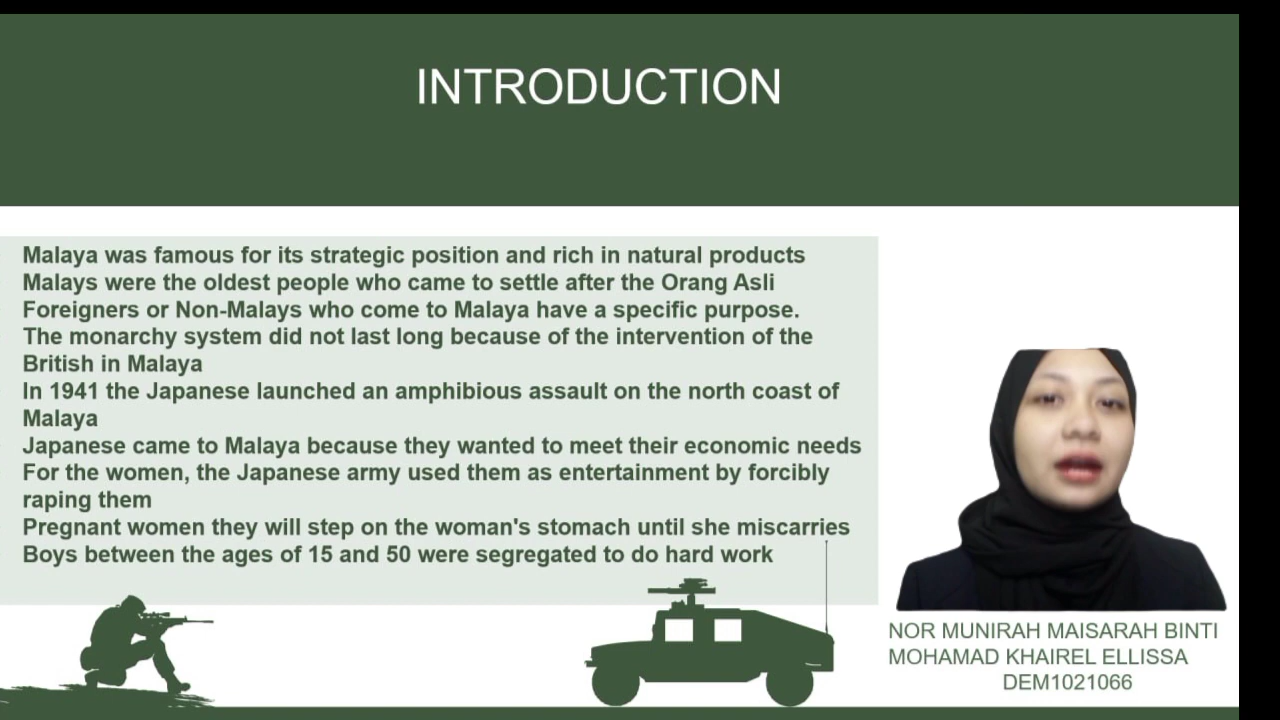 INTRODUCTION
Malaya was famous for its strategic position and rich in natural products
Malays were the oldest people who came to settle after the Orang Asli
Foreigners or Non-Malays who come to Malaya have a specific purpose.
The monarchy system did not last long because of the intervention of the
British in Malaya
In 1941 the Japanese launched an amphibious assault on the north coast of
Malaya
Japanese came to Malaya because they wanted to meet their economic needs
For the women, the Japanese army used them as entertainment by forcibly
raping them
Pregnant women they will step on the woman's stomach until she miscarries
Boys between the ages of 15 and 50 were segregated to do hard work
NOR MUNIRAH MAISARAH BINTI
MOHAMAD KHAIREL ELLISSA
DEM1021066